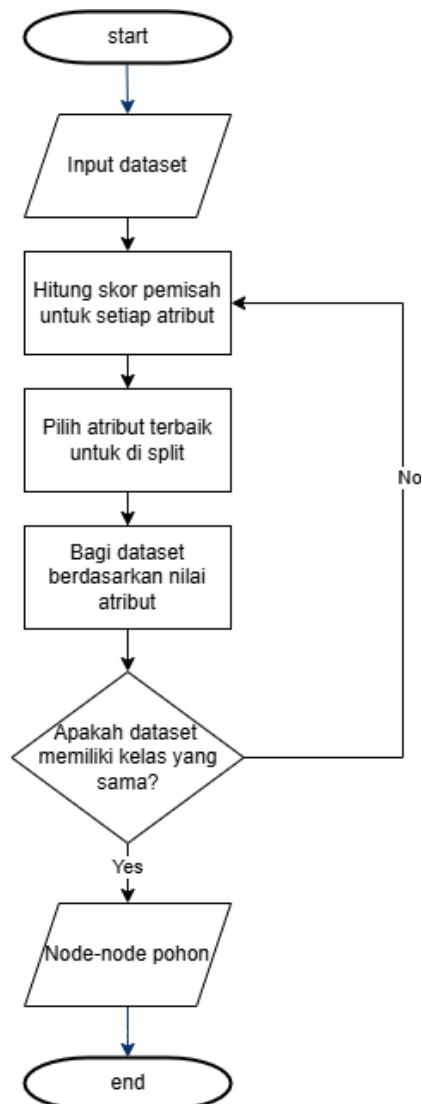 start
Input dataset
Hitung skor pemisah
untuk setiap atribut
Pilih atribut terbaik
untuk di split
No
Bagi dataset
berdasarkan nilai
atribut
Apakah dataset
memiliki kelas yang
sama?
Yes
Node-node pohon
end